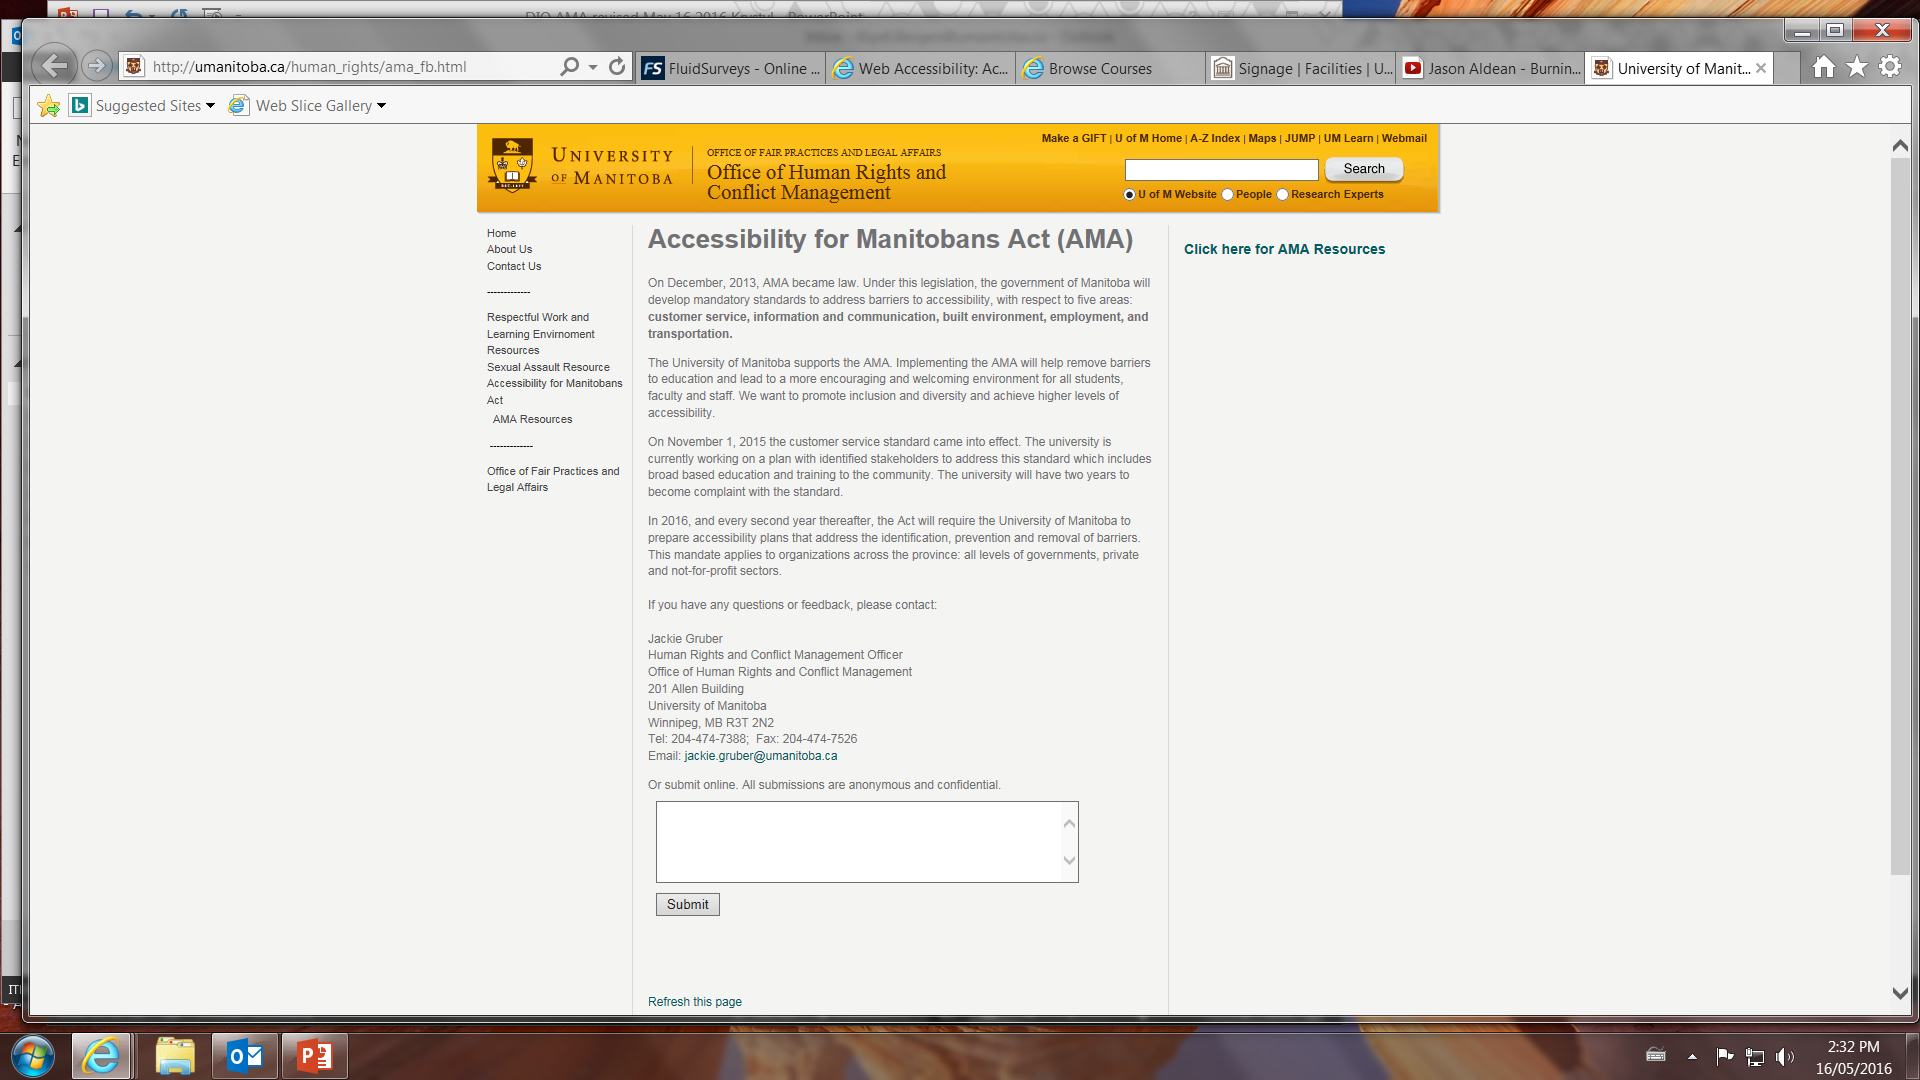 DIO AMA revised May 16 2016 Krystyl - PowerPoint
http://umanitoba.ca/human_rights/ama_fb.html
FS FluidSurveys - Online ...
Web Accessibility: Ac...
Browse Courses
Signage | Facilities | U...
Jason Aldean - Burnin...
University of Manit...
Suggested Sites
Web Slice Gallery
UNIVERSITY
OF MANITOBA
OFFICE OF FAIR PRACTICES AND LEGAL AFFAIRS
Office of Human Rights and
Conflict Management
Make a GIFT | U of M Home | A-Z Index | Maps | JUMP | UM Learn | Webmail
Search
U of M Website People Research Experts
Home
About Us
Contact Us
-------------
Respectful Work and
Learning Envirnoment
Resources
Sexual Assault Resource
Accessibility for Manitobans
Act
AMA Resources
-------------
Office of Fair Practices and
Legal Affairs
Accessibility for Manitobans Act (AMA)
On December, 2013, AMA became law. Under this legislation, the government of Manitoba will
develop mandatory standards to address barriers to accessibility, with respect to five areas:
customer service, information and communication, built environment, employment, and
transportation.
The University of Manitoba supports the AMA. Implementing the AMA will help remove barriers
to education and lead to a more encouraging and welcoming environment for all students,
faculty and staff. We want to promote inclusion and diversity and achieve higher levels of
accessibility.
On November 1, 2015 the customer service standard came into effect. The university is
currently working on a plan with identified stakeholders to address this standard which includes
broad based education and training to the community. The university will have two years to
become complaint with the standard.
In 2016, and every second year thereafter, the Act will require the University of Manitoba to
prepare accessibility plans that address the identification, prevention and removal of barriers.
This mandate applies to organizations across the province: all levels of governments, private
and not-for-profit sectors.
If you have any questions or feedback, please contact:
Jackie Gruber
Human Rights and Conflict Management Officer
Office of Human Rights and Conflict Management
201 Allen Building
University of Manitoba
Winnipeg, MB R3T 2N2
Tel: 204-474-7388; Fax: 204-474-7526
Email: jackie.gruber@umanitoba.ca
Or submit online. All submissions are anonymous and confidential.
Submit
Refresh this page
Click here for AMA Resources
2:32 PM
16/05/2016